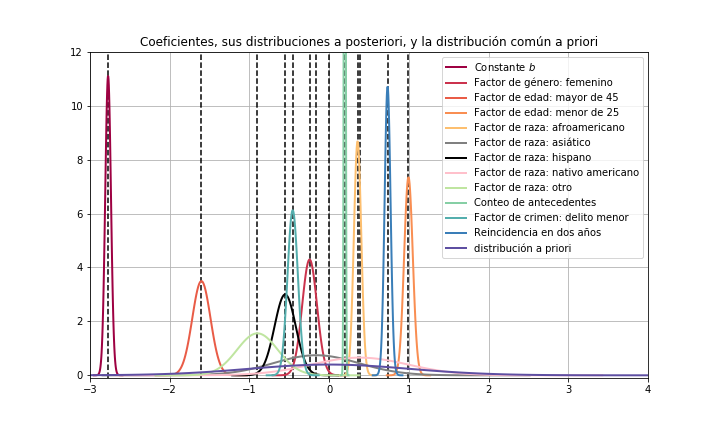 Coeficientes, sus distribuciones a posteriori, y la distribución común a priori
12
10
8
6
4
2
0
-3
-2
-1
0
1
2
3
4
Constante b
Factor de género: femenino
Factor de edad: mayor de 45
Factor de edad: menor de 25
Factor de raza: afroamericano
Factor de raza: asiático
Factor de raza: hispano
Factor de raza: nativo americano
Factor de raza: otro
Conteo de antecedentes
Factor de crimen: delito menor
Reincidencia en dos años
distribución a priori